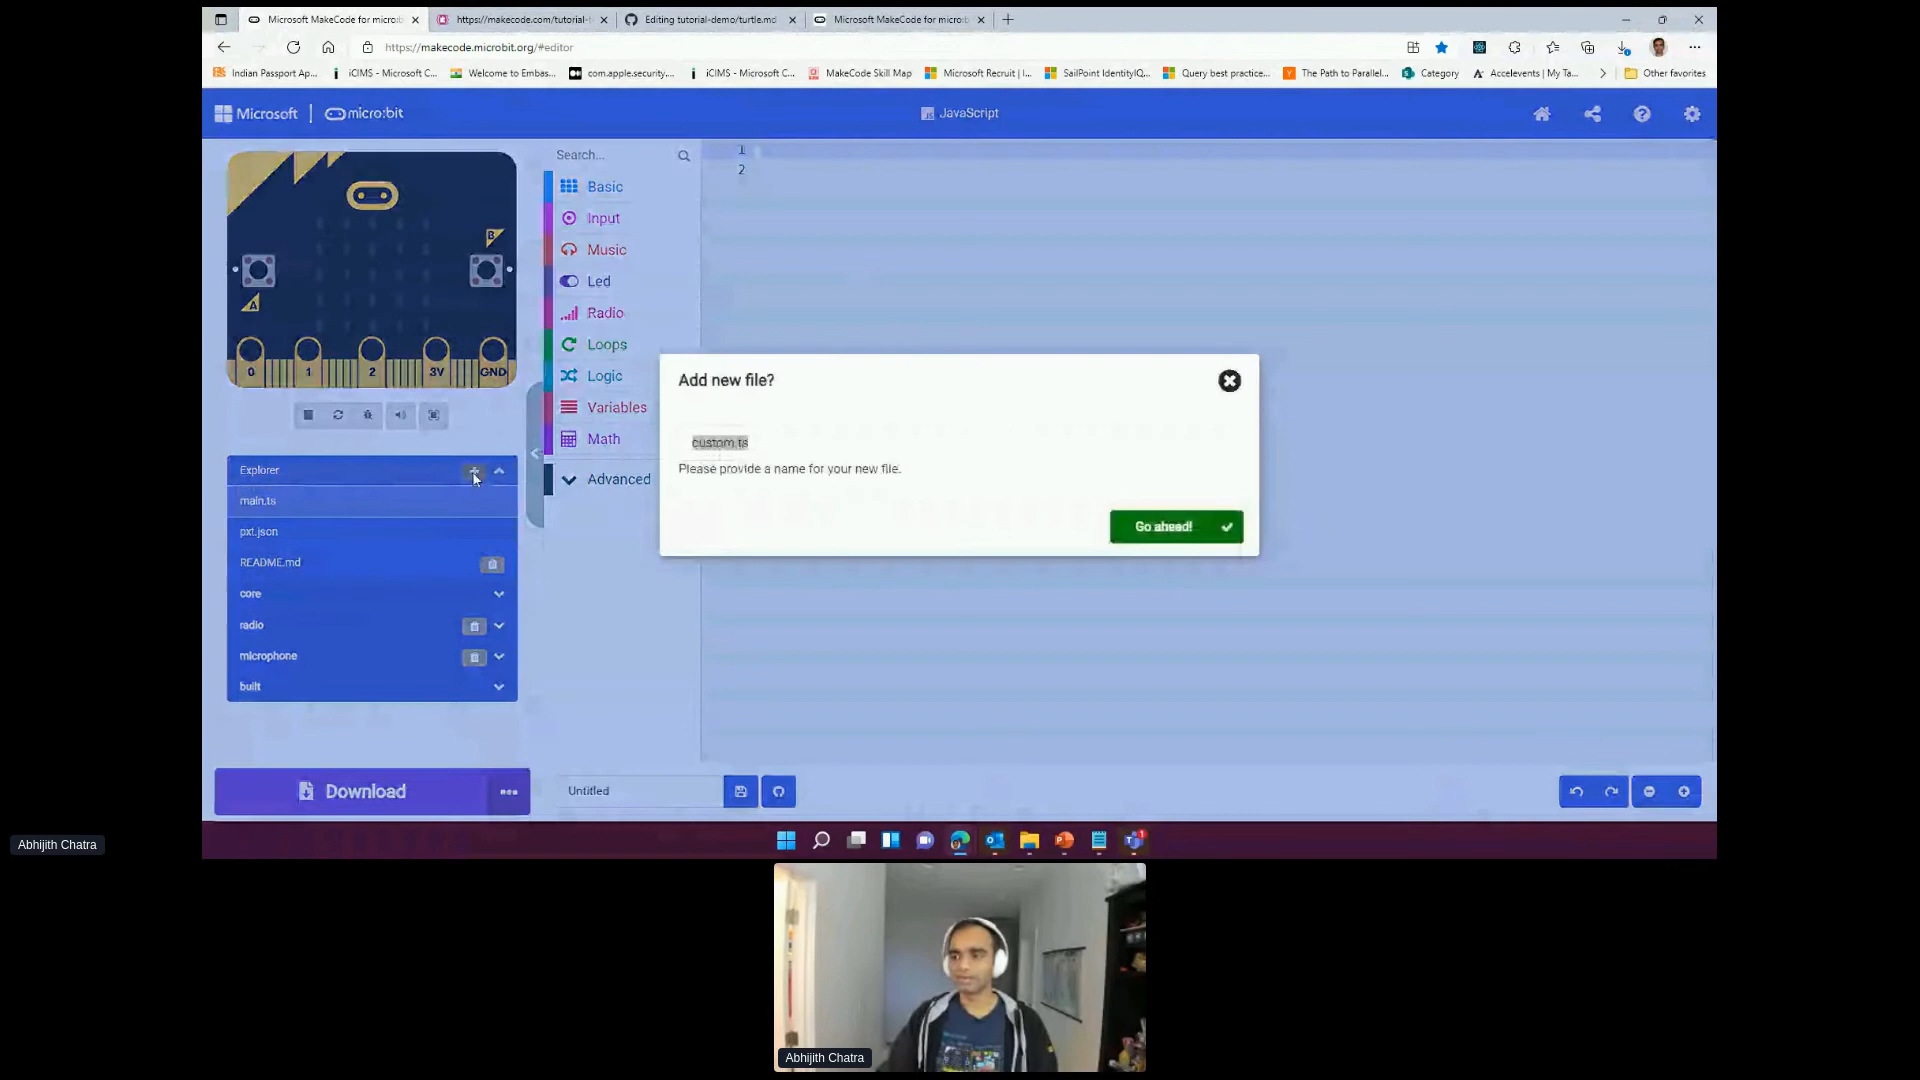 Microsoft MakeCode for micro:b
https://makecode.com/tutorial-
Editing tutorial-demo/turtle.md
Microsoft MakeCode for micro:b
https://makecode.microbit.org/#editor
Indian Passport Ap...
iCIMS - Microsoft C...
Welcome to Embas...
com.apple.security,...
iCIMS - Microsoft C...
MakeCode Skill Map
Microsoft Recruit | I...
SailPoint IdentityIQ...
Query best practice...
The Path to Parallel...
Category
Accelevents | My Ta...
Other favorites
Microsoft
micro:bit
JavaScript
Search...
1
2
Basic
Input
Music
Led
Radio
Loops
Logic
Variables
Math
Advanced
B
A
0
1
2
3V
GND
Add new file?
custom.ts
Please provide a name for your new file.
Go ahead!
Explorer
main.ts
pxt.json
README.md
core
radio
microphone
built
Download
Untitled
1
Abhijith Chatra
Abhijith Chatra